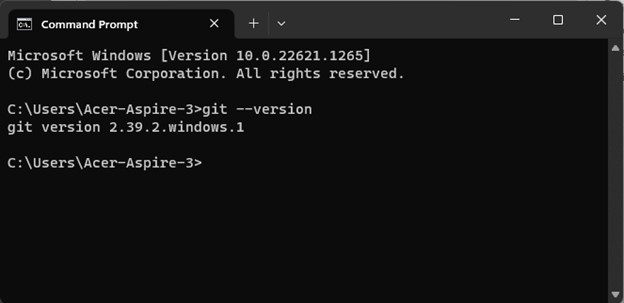 Command Prompt
Microsoft Windows [Version 10.0.22621.1265]
(c) Microsoft Corporation. All rights reserved.
C:\Users\Acer-Aspire-3>git --version
git version 2.39.2.windows.1
C:\Users\Acer-Aspire-3>